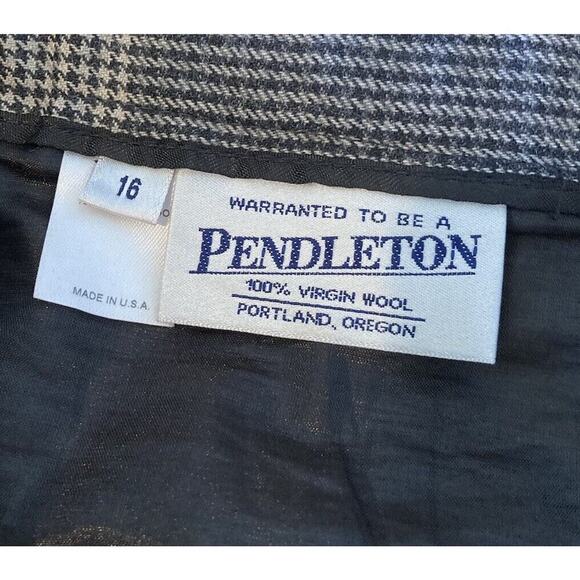 16
MADE IN U.S.A.
WARRANTED TO BE A
PENDLETON
100% VIRGIN WOOL
PORTLAND, OREGON